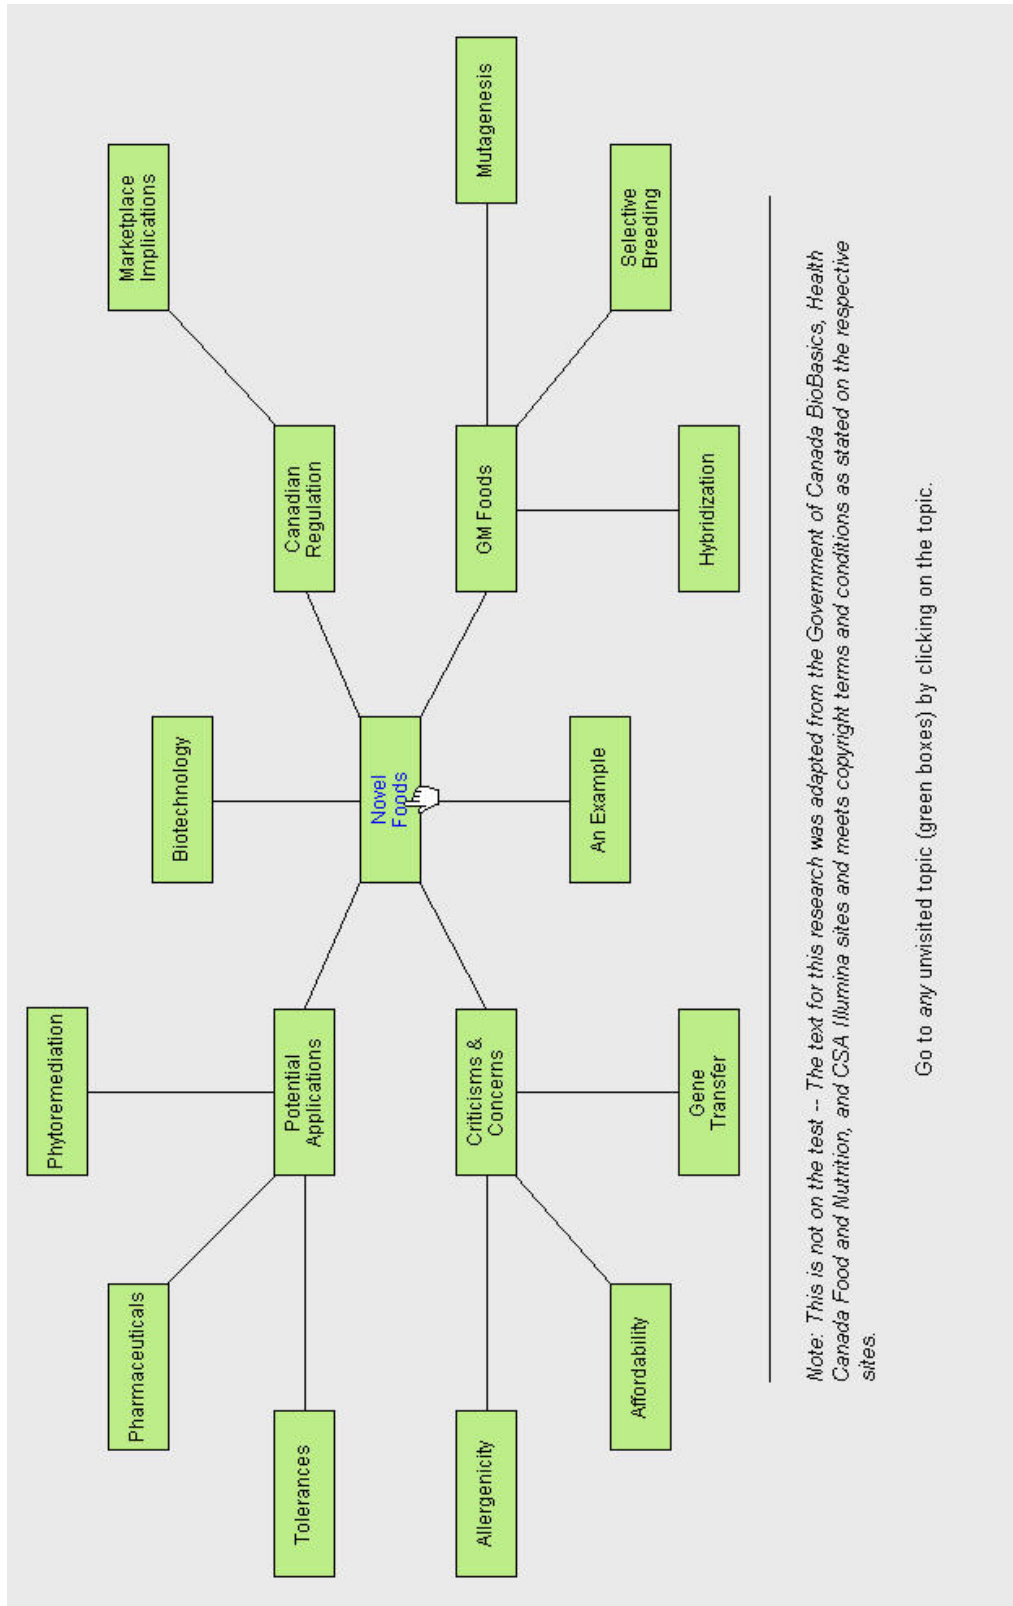 Phytoremediation
Pharmaceuticals
Biotechnology
Marketplace
Implications
Tolerances
Potential
Applications
Canadian
Regulation
Novel
Foods
Allergenicity
Criticisms &
Concerns
GM Foods
Mutagenesis
Affordability
An Example
Selective
Breeding
Gene
Transfer
Hybridization
Note: This is not on the test -- The text for this research was adapted from the Government of Canada BioBasics, Health
Canada Food and Nutrition, and CSA Illumina sites and meets copyright terms and conditions as stated on the respective
sites.
Go to any unvisited topic (green boxes) by clicking on the topic.